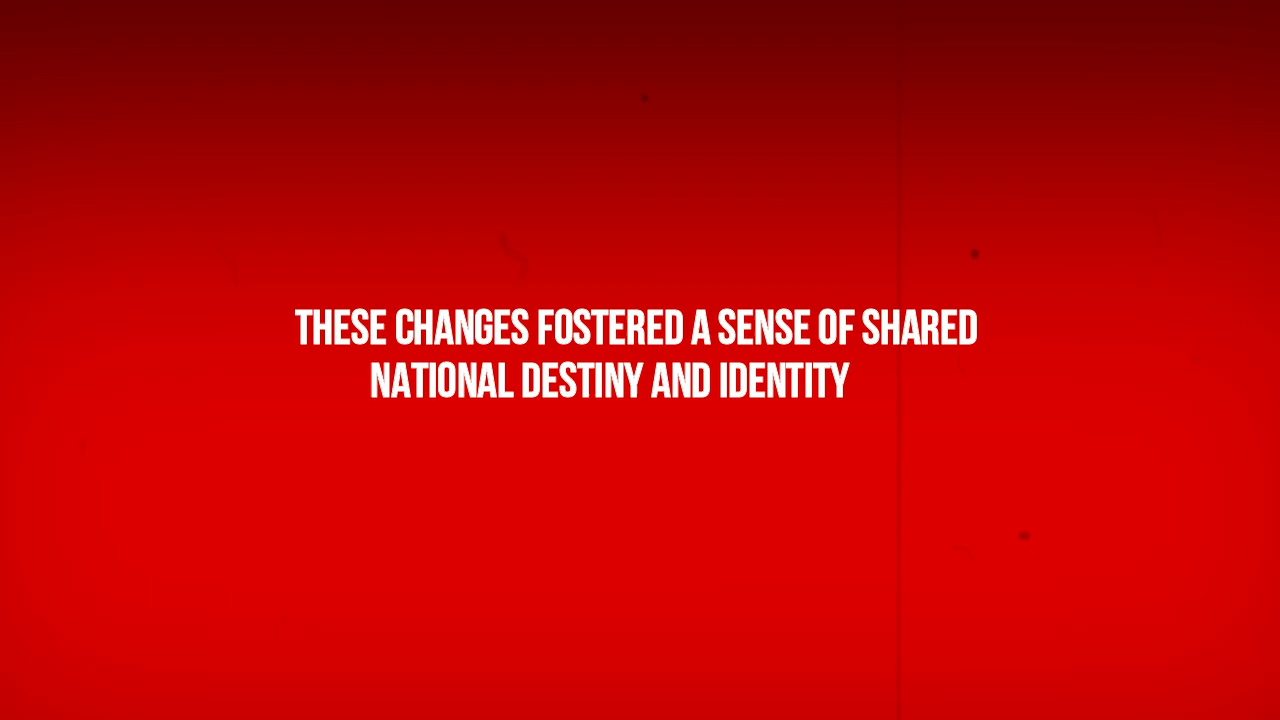 THESE CHANGES FOSTERED A SENSE OF SHARED
NATIONAL DESTINY AND IDENTITY